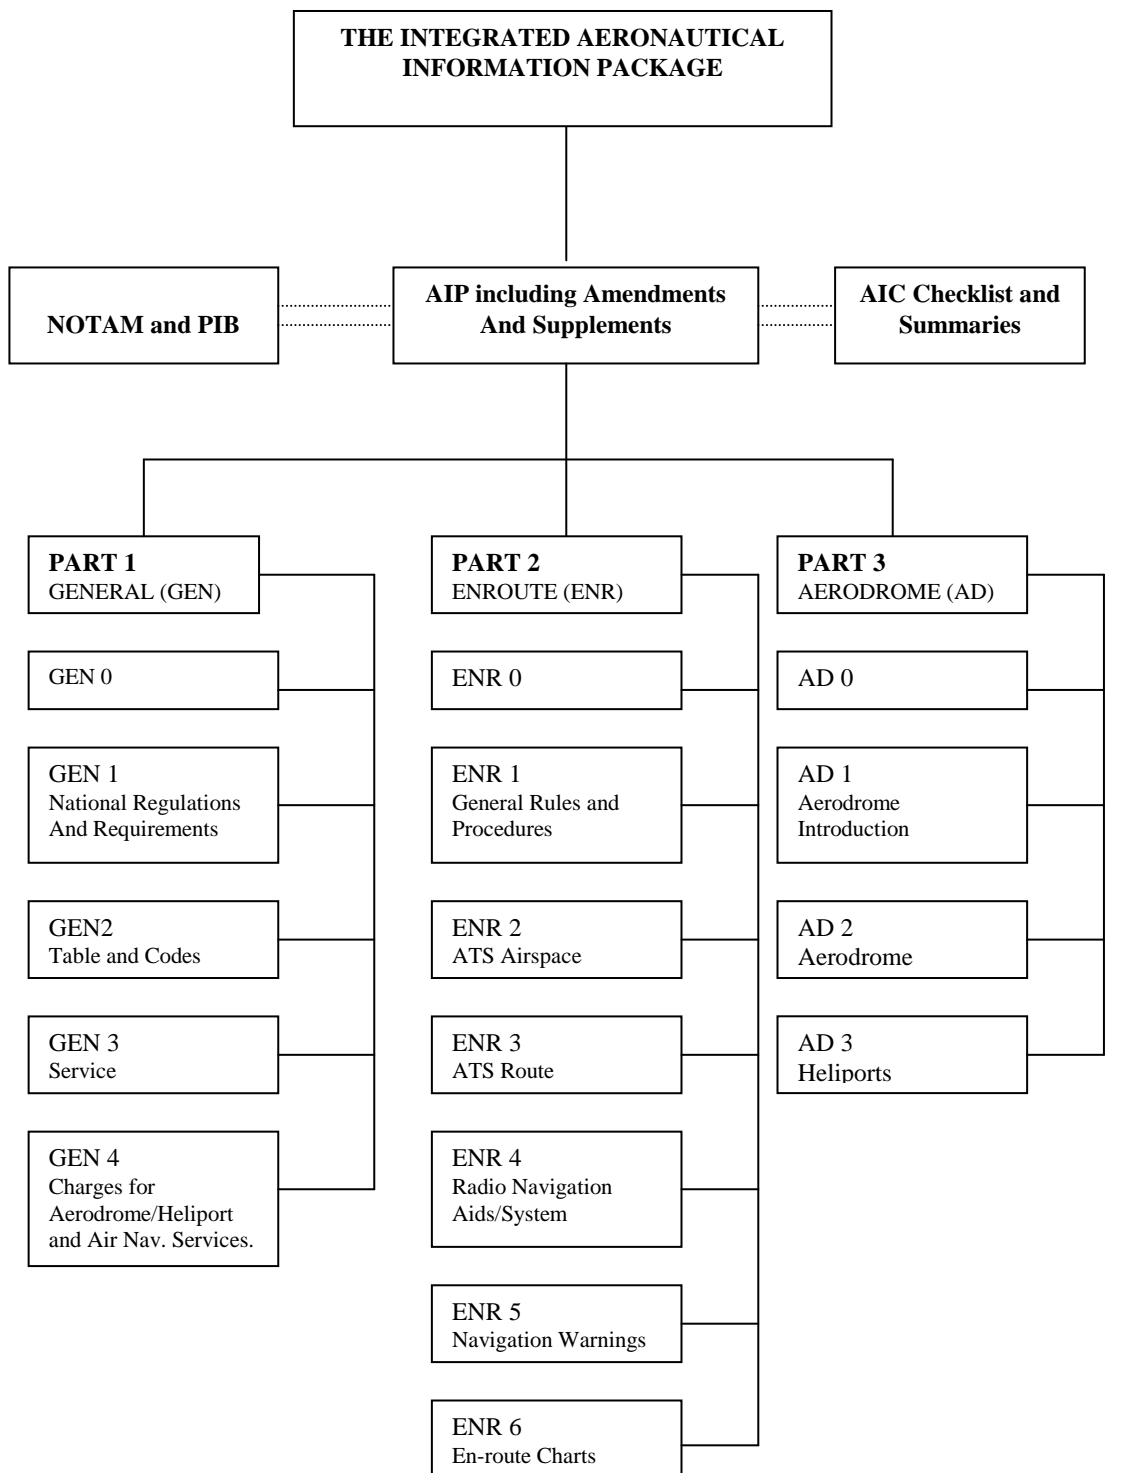 THE INTEGRATED AERONAUTICAL
INFORMATION PACKAGE
NOTAM and PIB
AIP including Amendments
And Supplements
AIC Checklist and
Summaries
PART 1
GENERAL (GEN)
GEN 0
GEN 1
National Regulations
And Requirements
GEN2
Table and Codes
GEN 3
Service
GEN 4
Charges for
Aerodrome/Heliport
and Air Nav. Services.
PART 2
ENROUTE (ENR)
ENR 0
ENR 1
General Rules and
Procedures
ENR 2
ATS Airspace
ENR 3
ATS Route
ENR 4
Radio Navigation
Aids/System
ENR 5
Navigation Warnings
ENR 6
En-route Charts
PART 3
AERODROME (AD)
AD 0
AD 1
Aerodrome
Introduction
AD 2
Aerodrome
AD 3
Heliports